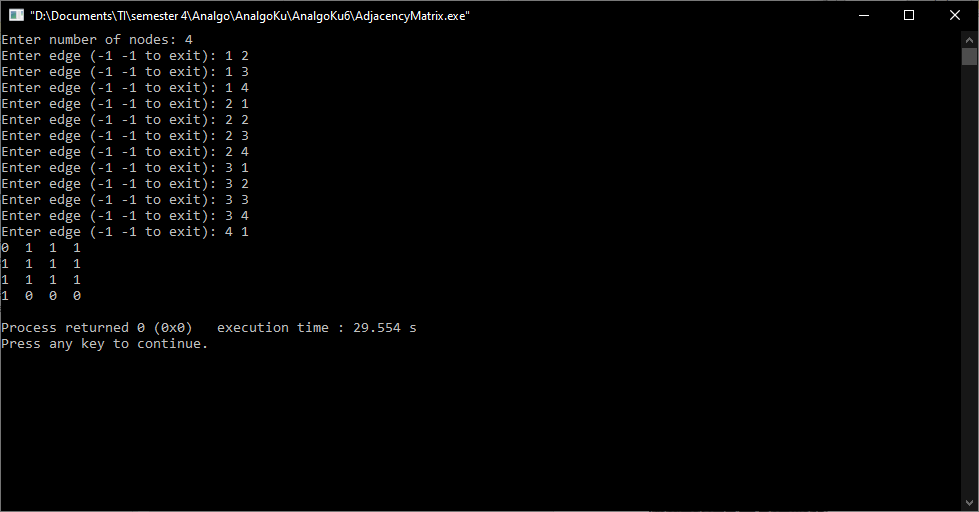 "D:\Documents\TI\semester 4\Analgo\AnalgoKu\AnalgoKu6\AdjacencyMatrix.exe"
Enter number of nodes: 4
Enter edge (-1 -1 to exit): 1 2
Enter edge (-1 -1 to exit): 1 3
Enter edge (-1 -1 to exit): 1 4
Enter edge (-1 -1 to exit): 2 1
Enter edge (-1 -1 to exit): 2 2
Enter edge (-1 -1 to exit): 2 3
Enter edge (-1 -1 to exit): 2 4
Enter edge (-1 -1 to exit): 3 1
Enter edge (-1 -1 to exit): 3 2
Enter edge (-1 -1 to exit): 3 3
Enter edge (-1 -1 to exit): 3 4
Enter edge (-1 -1 to exit): 4 1
0  1  1  1
1  1  1  1
1  1  1  1
1  0  0  0
Process returned 0 (0x0)   execution time : 29.554 s
Press any key to continue.